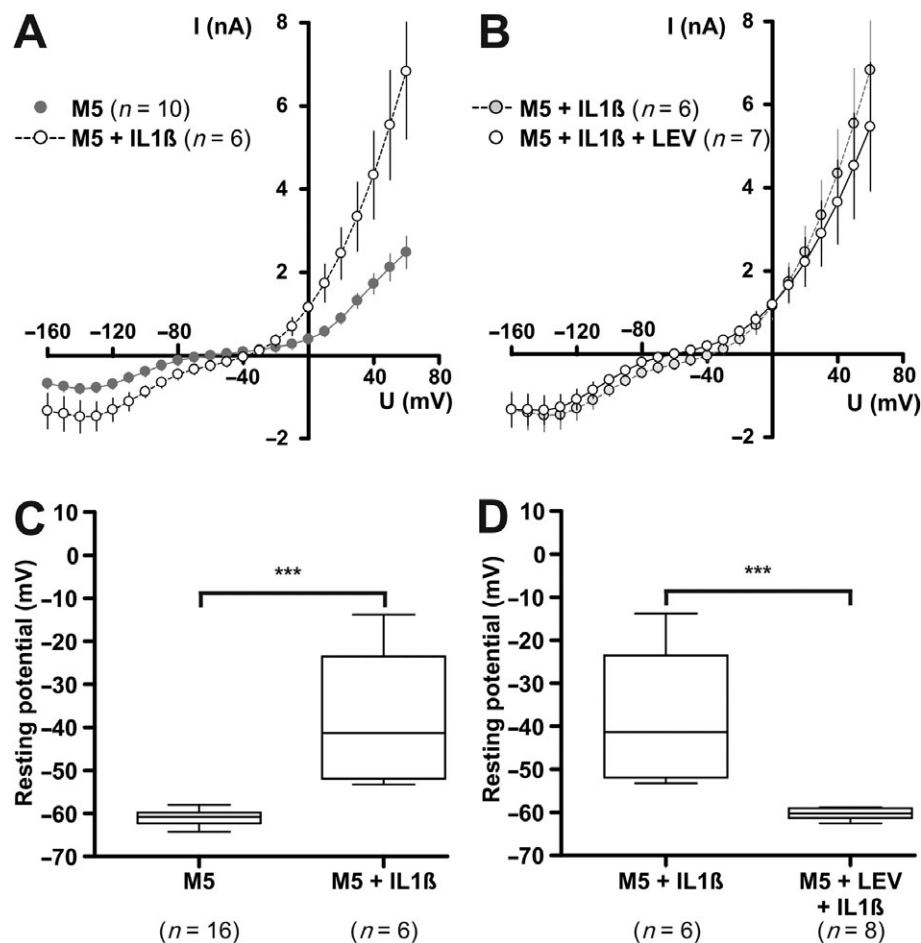 A
I (nA)
8
M5 (n = 10)
M5 + IL1ß (n = 6)
6
4
2
–160 –120 –80
–40 40 80
U (mV)
–2
B
I (nA)
8
M5 + IL1ß (n = 6)
M5 + IL1ß + LEV (n = 7)
6
4
2
–160 –120 –80
–40 40 80
U (mV)
–2
C
Resting potential (mV)
10
0
–10
–20
–30
–40
–50
–60
–70
***
M5 M5 + IL1ß
(n = 16) (n = 6)
D
Resting potential (mV)
10
0
–10
–20
–30
–40
–50
–60
–70
***
M5 + IL1ß M5 + LEV
+ IL1ß
(n = 6) (n = 8)